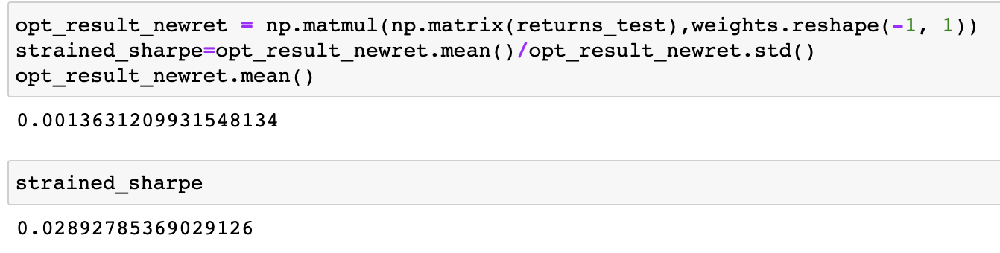 opt_result_newret = np.matmul(np.matrix(returns_test),weights.reshape(-1, 1))
strained_sharpe=opt_result_newret.mean()/opt_result_newret.std()
opt_result_newret.mean()
0.0013631209931548134
strained_sharpe
0.02892785369029126